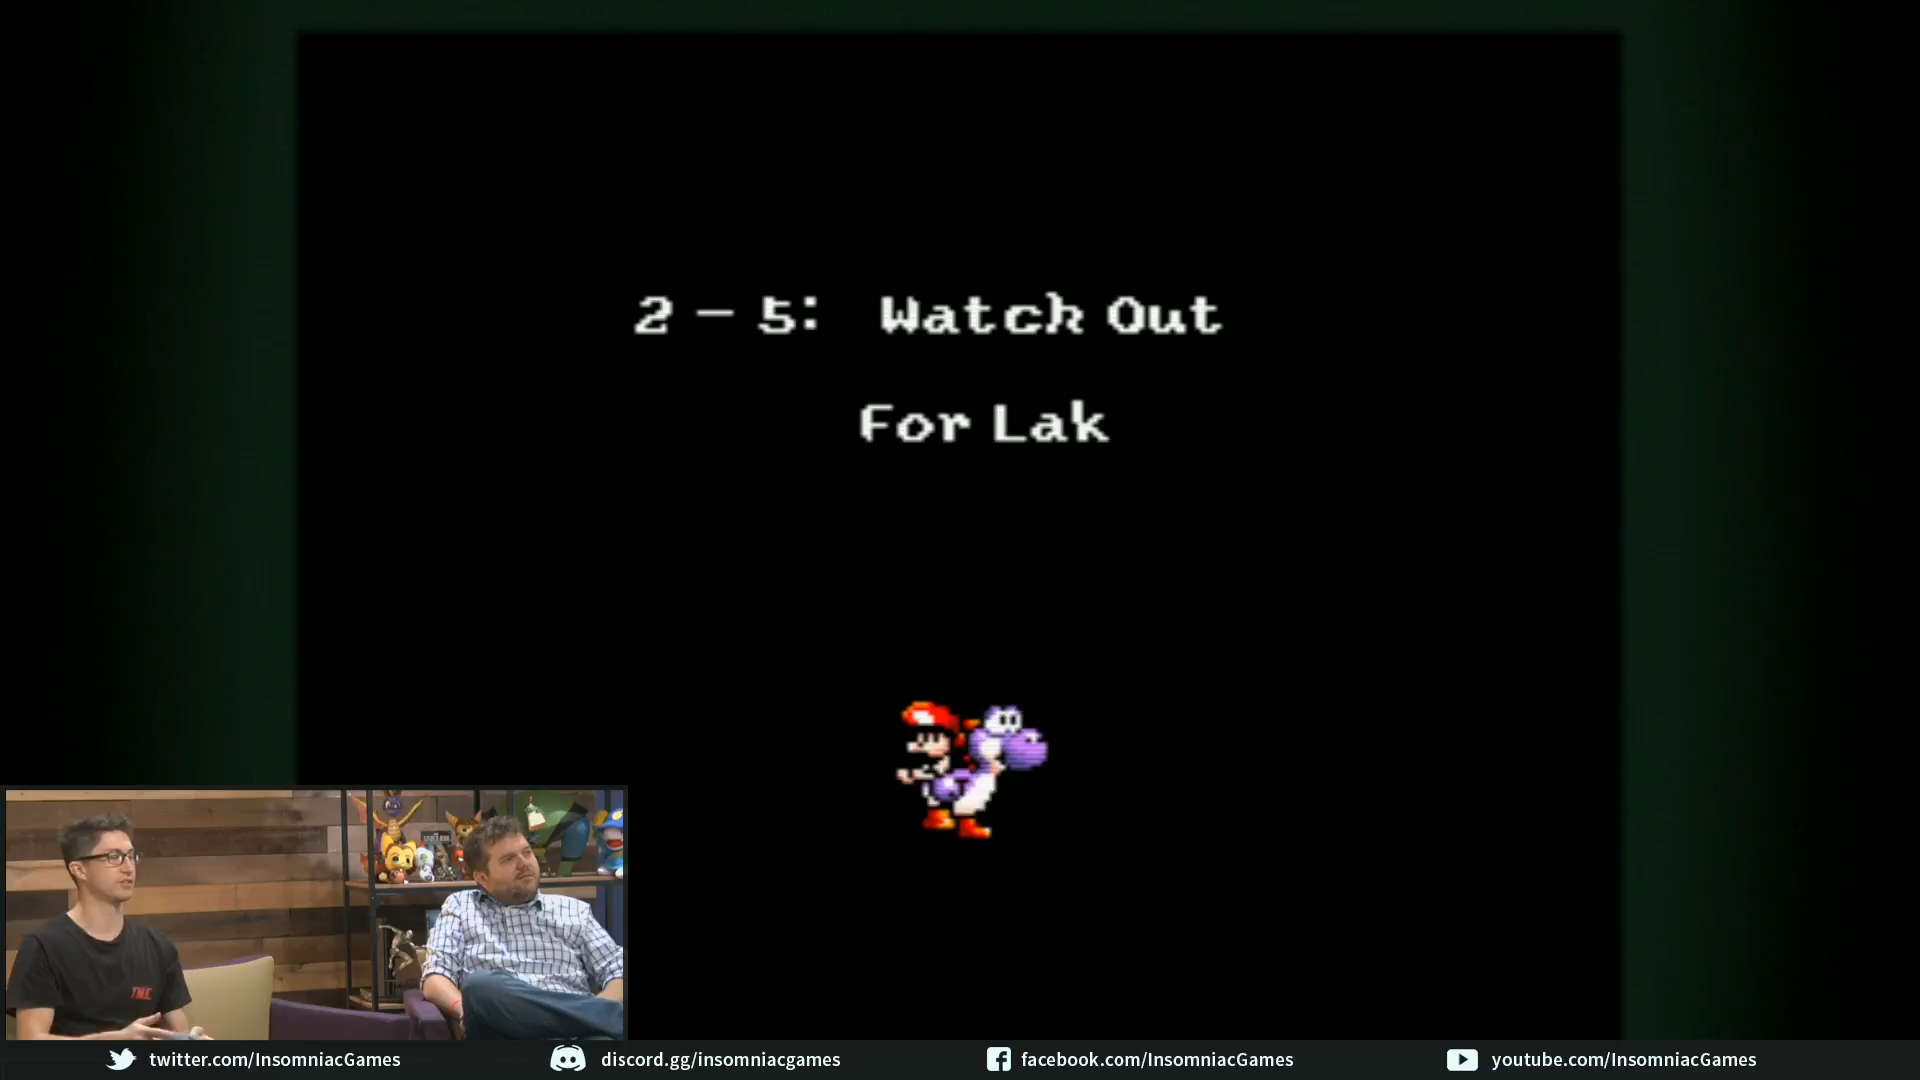 2 - 5: Watch Out
For Lak
twitter.com/InsomniacGames
discord.gg/insomniacgames
facebook.com/InsomniacGames
youtube.com/InsomniacGames